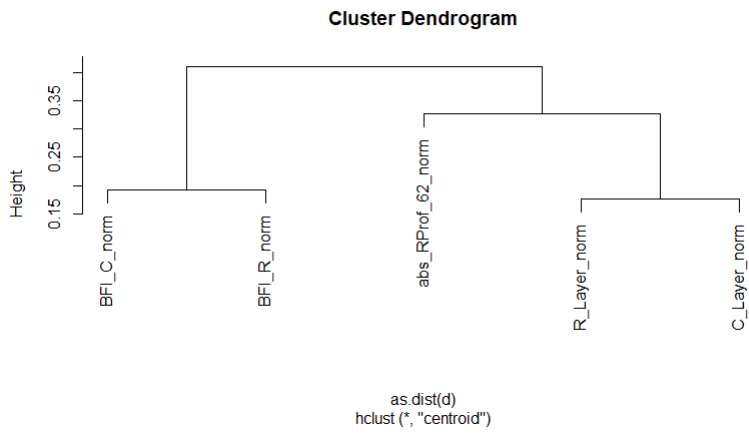 Cluster Dendrogram
Height
0.15
0.25
0.35
BFI_C_norm
BFI_R_norm
abs_RProf_62_norm
R_Layer_norm
C_Layer_norm
as.dist(d)
hclust (*, "centroid")